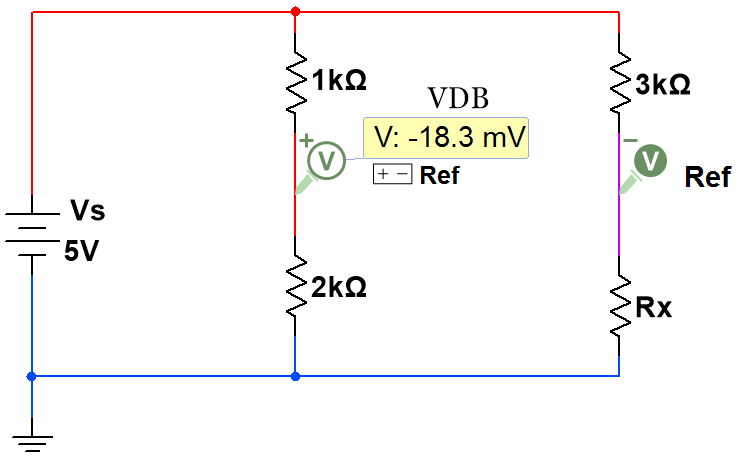 1kΩ
3kΩ
VDB
V: -18.3 mV
+
V
+ −
Ref
−
V
Ref
Vs
5V
2kΩ
Rx